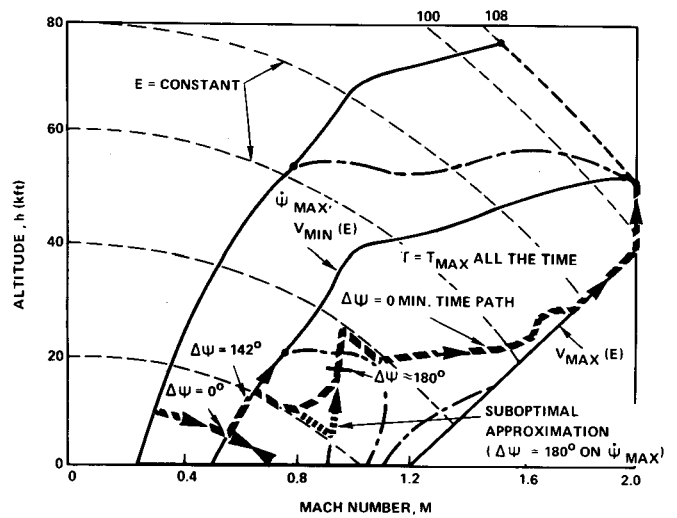 100 108
80
E = CONSTANT
60
Ψ̇ MAX,
V MIN (E)
T = T MAX ALL THE TIME
40
ΔΨ = 0 MIN. TIME PATH
V MAX (E)
ΔΨ = 142°
20
ΔΨ ≈ 180°
ΔΨ = 0°
SUBOPTIMAL
APPROXIMATION
(ΔΨ ≈ 180° ON Ψ̇ MAX)
0
0 0.4 0.8 1.2 1.6 2.0
MACH NUMBER, M
ALTITUDE, h (kft)